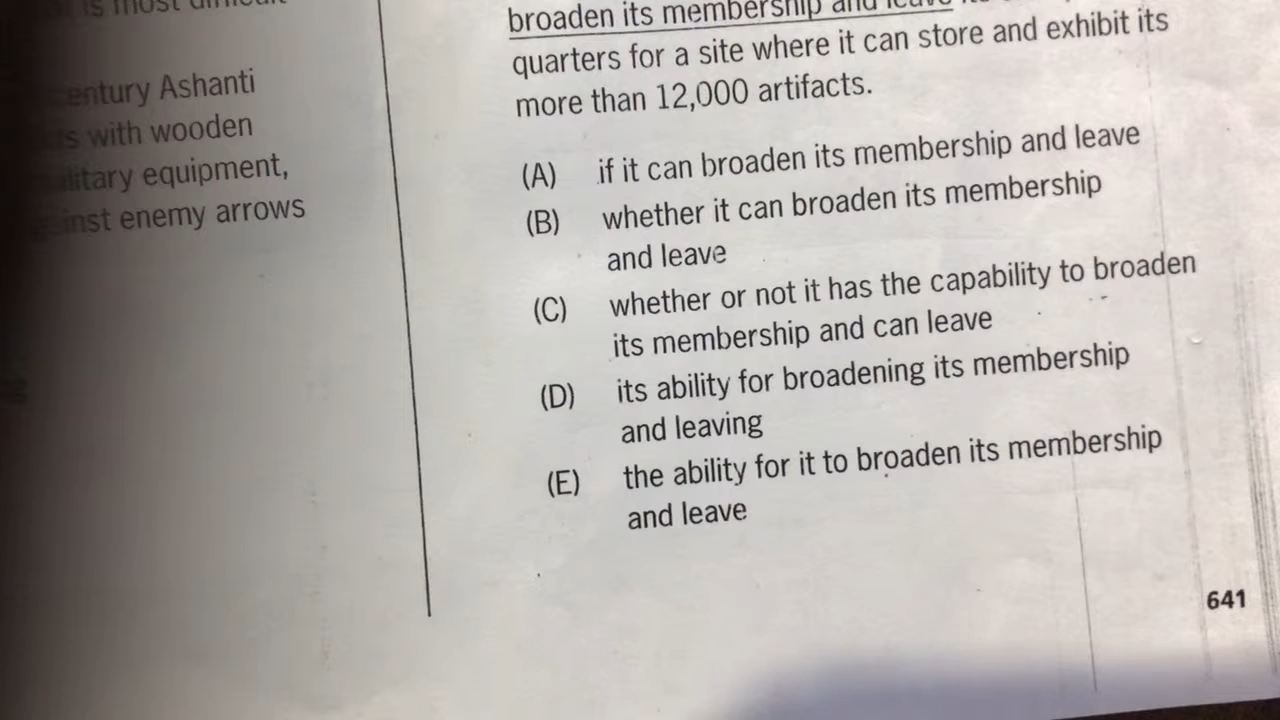 is most
entury Ashanti
s with wooden
litary equipment,
inst enemy arrows
broaden its membership and leave
quarters for a site where it can store and exhibit its
more than 12,000 artifacts.
(A) if it can broaden its membership and leave
(B) whether it can broaden its membership
and leave
(C) whether or not it has the capability to broaden
its membership and can leave
(D) its ability for broadening its membership
and leaving
(E) the ability for it to broaden its membership
and leave
641